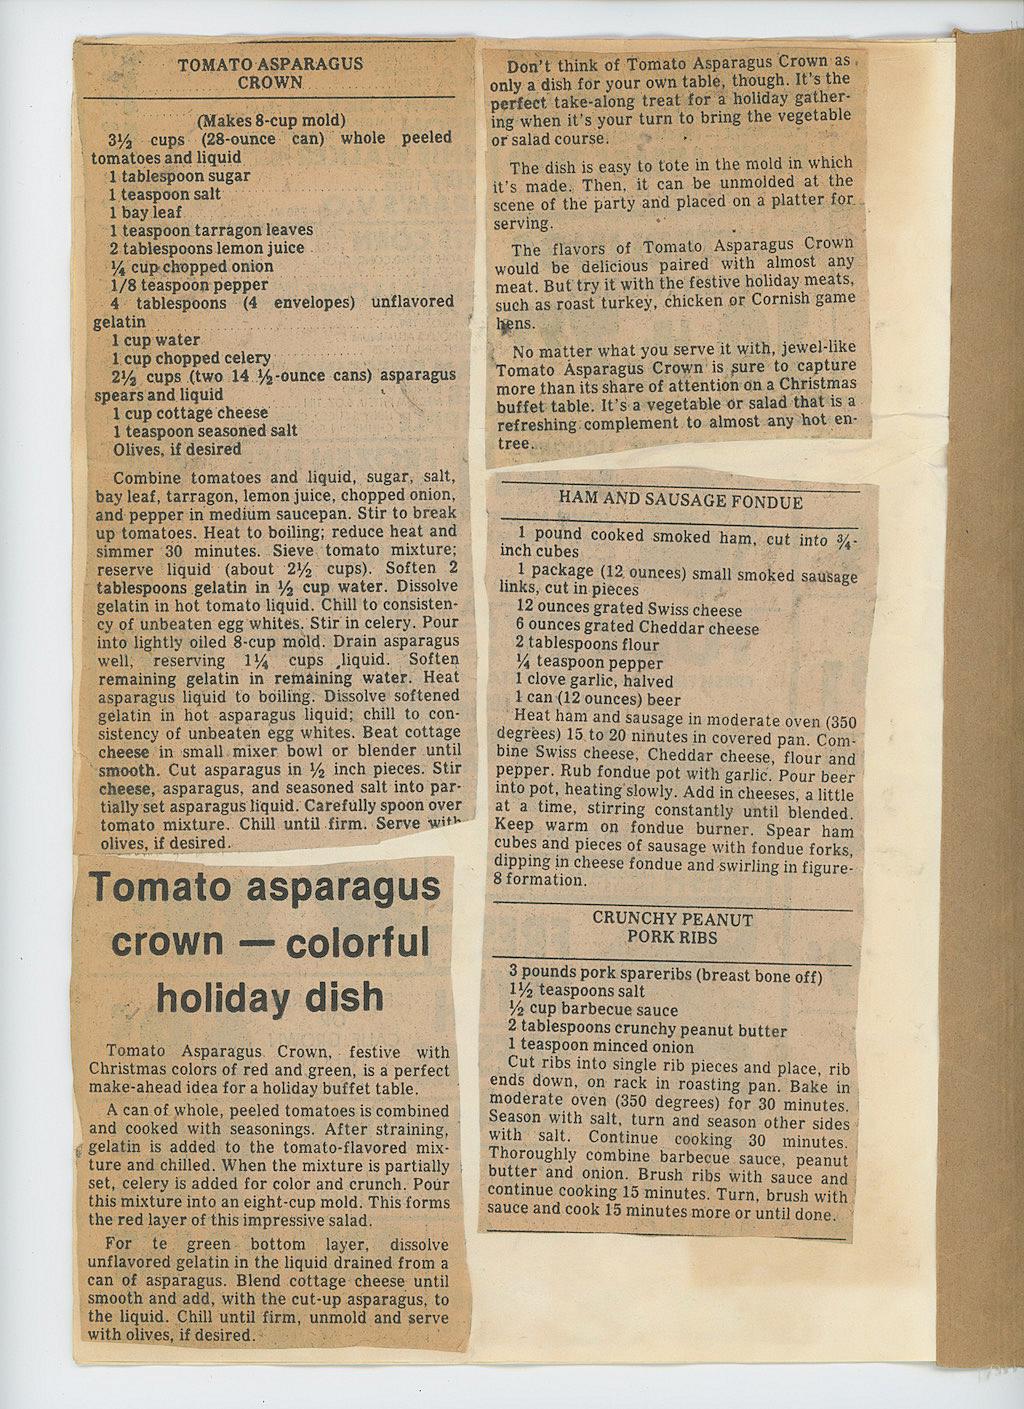 TOMATO ASPARAGUS
CROWN
(Makes 8-cup mold)
3½ cups (28-ounce can) whole peeled
tomatoes and liquid
1 tablespoon sugar
1 teaspoon salt
1 bay leaf
1 teaspoon tarragon leaves
2 tablespoons lemon juice
¼ cup chopped onion
1/8 teaspoon pepper
4 tablespoons (4 envelopes) unflavored
gelatin
1 cup water
1 cup chopped celery
2½ cups (two 14 ½-ounce cans) asparagus
spears and liquid
1 cup cottage cheese
1 teaspoon seasoned salt
Olives, if desired
Combine tomatoes and liquid, sugar, salt,
bay leaf, tarragon, lemon juice, chopped onion,
and pepper in medium saucepan. Stir to break
up tomatoes. Heat to boiling; reduce heat and
simmer 30 minutes. Sieve tomato mixture;
reserve liquid (about 2½ cups). Soften 2
tablespoons gelatin in ½ cup water. Dissolve
gelatin in hot tomato liquid. Chill to consisten-
cy of unbeaten egg whites. Stir in celery. Pour
into lightly oiled 8-cup mold. Drain asparagus
well, reserving 1¼ cups liquid. Soften
remaining gelatin in remaining water. Heat
asparagus liquid to boiling. Dissolve softened
gelatin in hot asparagus liquid; chill to con-
sistency of unbeaten egg whites. Beat cottage
cheese in small mixer bowl or blender until
smooth. Cut asparagus in ½ inch pieces. Stir
cheese, asparagus, and seasoned salt into par-
tially set asparagus liquid. Carefully spoon over
tomato mixture. Chill until firm. Serve with
olives, if desired.
Tomato asparagus
crown — colorful
holiday dish
Tomato Asparagus Crown, festive with
Christmas colors of red and green, is a perfect
make-ahead idea for a holiday buffet table.
A can of whole, peeled tomatoes is combined
and cooked with seasonings. After straining,
gelatin is added to the tomato-flavored mix-
ture and chilled. When the mixture is partially
set, celery is added for color and crunch. Pour
this mixture into an eight-cup mold. This forms
the red layer of this impressive salad.
For te green bottom layer, dissolve
unflavored gelatin in the liquid drained from a
can of asparagus. Blend cottage cheese until
smooth and add, with the cut-up asparagus, to
the liquid. Chill until firm, unmold and serve
with olives, if desired.
Don't think of Tomato Asparagus Crown as
only a dish for your own table, though. It's the
perfect take-along treat for a holiday gather-
ing when it's your turn to bring the vegetable
or salad course.
The dish is easy to tote in the mold in which
it's made. Then, it can be unmolded at the
scene of the party and placed on a platter for
serving.
The flavors of Tomato Asparagus Crown
would be delicious paired with almost any
meat. But try it with the festive holiday meats,
such as roast turkey, chicken or Cornish game
hens.
No matter what you serve it with, jewel-like
Tomato Asparagus Crown is sure to capture
more than its share of attention on a Christmas
buffet table. It's a vegetable or salad that is a
refreshing complement to almost any hot en-
tree.
HAM AND SAUSAGE FONDUE
1 pound cooked smoked ham, cut into ¾-
inch cubes
1 package (12 ounces) small smoked sausage
links, cut in pieces
12 ounces grated Swiss cheese
6 ounces grated Cheddar cheese
2 tablespoons flour
¼ teaspoon pepper
1 clove garlic, halved
1 can (12 ounces) beer
Heat ham and sausage in moderate oven (350
degrees) 15 to 20 ninutes in covered pan. Com-
bine Swiss cheese, Cheddar cheese, flour and
pepper. Rub fondue pot with garlic. Pour beer
into pot, heating slowly. Add in cheeses, a little
at a time, stirring constantly until blended.
Keep warm on fondue burner. Spear ham
cubes and pieces of sausage with fondue forks,
dipping in cheese fondue and swirling in figure-
8 formation.
CRUNCHY PEANUT
PORK RIBS
3 pounds pork spareribs (breast bone off)
1½ teaspoons salt
½ cup barbecue sauce
2 tablespoons crunchy peanut butter
1 teaspoon minced onion
Cut ribs into single rib pieces and place, rib
ends down, on rack in roasting pan. Bake in
moderate oven (350 degrees) for 30 minutes.
Season with salt, turn and season other sides
with salt. Continue cooking 30 minutes.
Thoroughly combine barbecue sauce, peanut
butter and onion. Brush ribs with sauce and
continue cooking 15 minutes. Turn, brush with
sauce and cook 15 minutes more or until done.